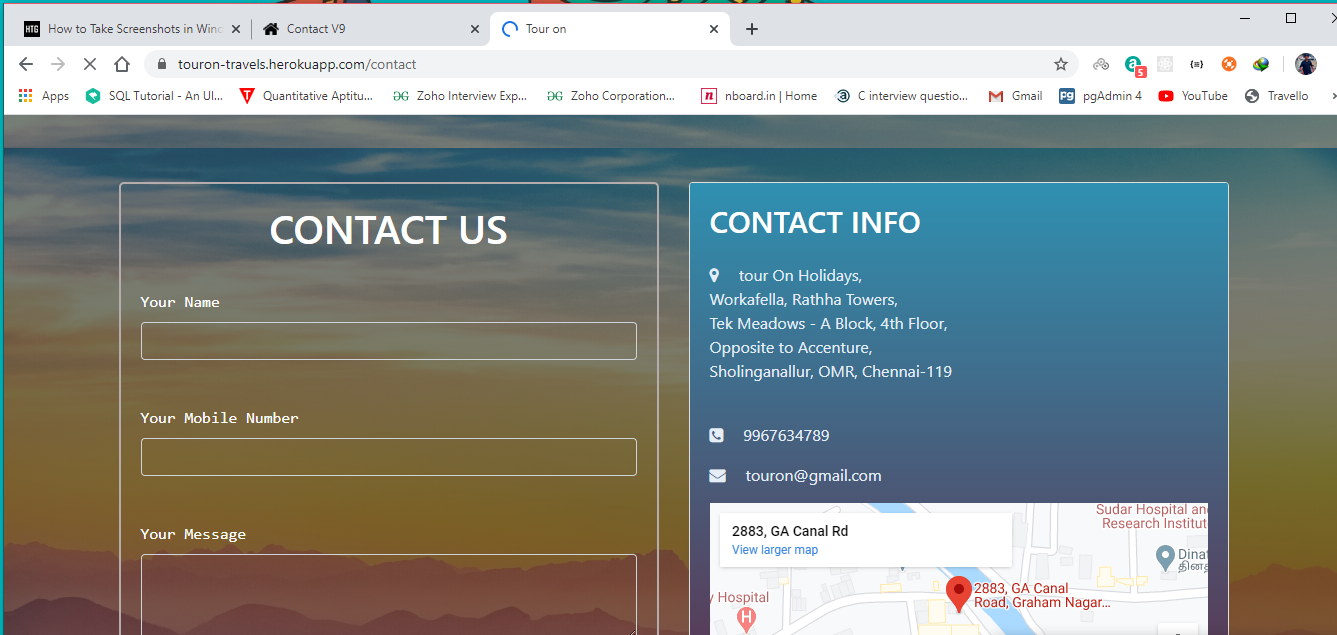 How to Take Screenshots in Wind
Contact V9
Tour on
touron-travels.herokuapp.com/contact
5
Apps
SQL Tutorial - An Ul...
Quantitative Aptitu...
Zoho Interview Exp...
Zoho Corporation...
nboard.in | Home
C interview questio...
Gmail
pgAdmin 4
YouTube
Travello
CONTACT US
Your Name
Your Mobile Number
Your Message
CONTACT INFO
tour On Holidays,
Workafella, Rathha Towers,
Tek Meadows - A Block, 4th Floor,
Opposite to Accenture,
Sholinganallur, OMR, Chennai-119
9967634789
touron@gmail.com
2883, GA Canal Rd
View larger map
Sudar Hospital and
Research Institut
Dinat
தினத
y Hospital
2883, GA Canal
Road, Graham Nagar...